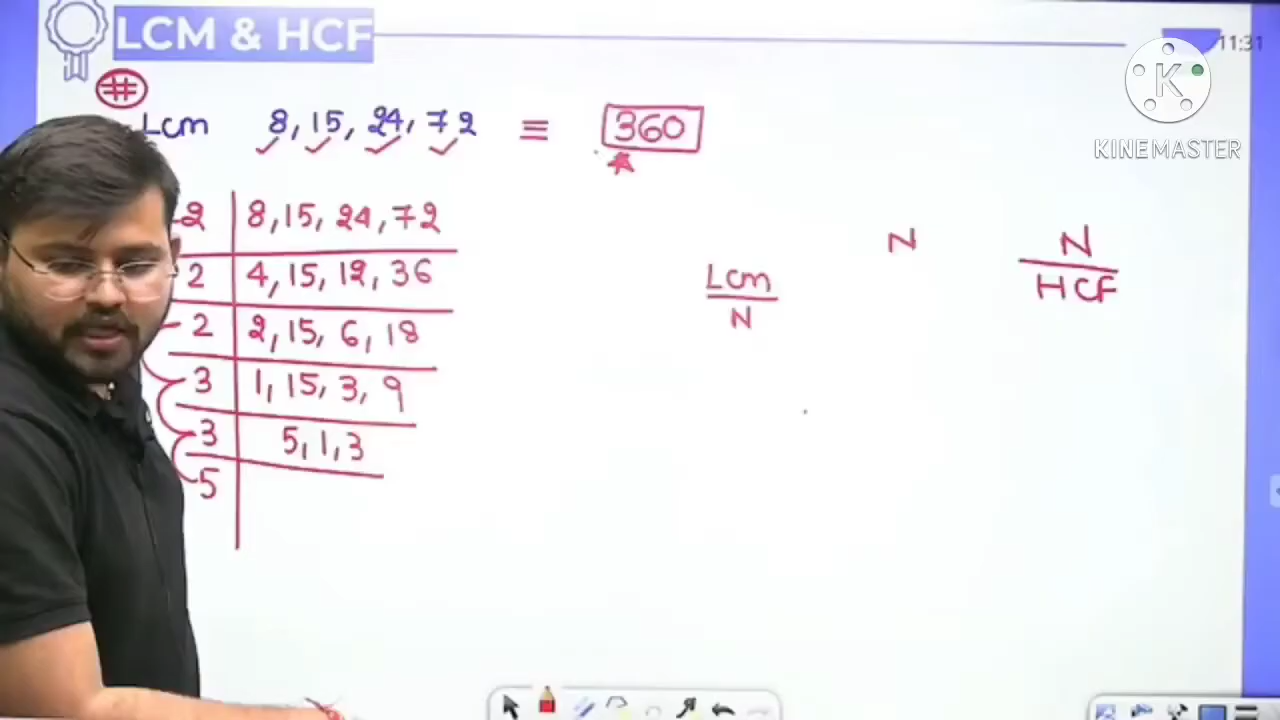 LCM & HCF
11:31
K
KINEMASTER
#
Lcm 8, 15, 24, 72 ≡ 360
2 | 8, 15, 24, 72
2 | 4, 15, 12, 36
2 | 2, 15, 6, 18
3 | 1, 15, 3, 9
3 | 5, 1, 3
5
Lcm
N
N
N
HCF